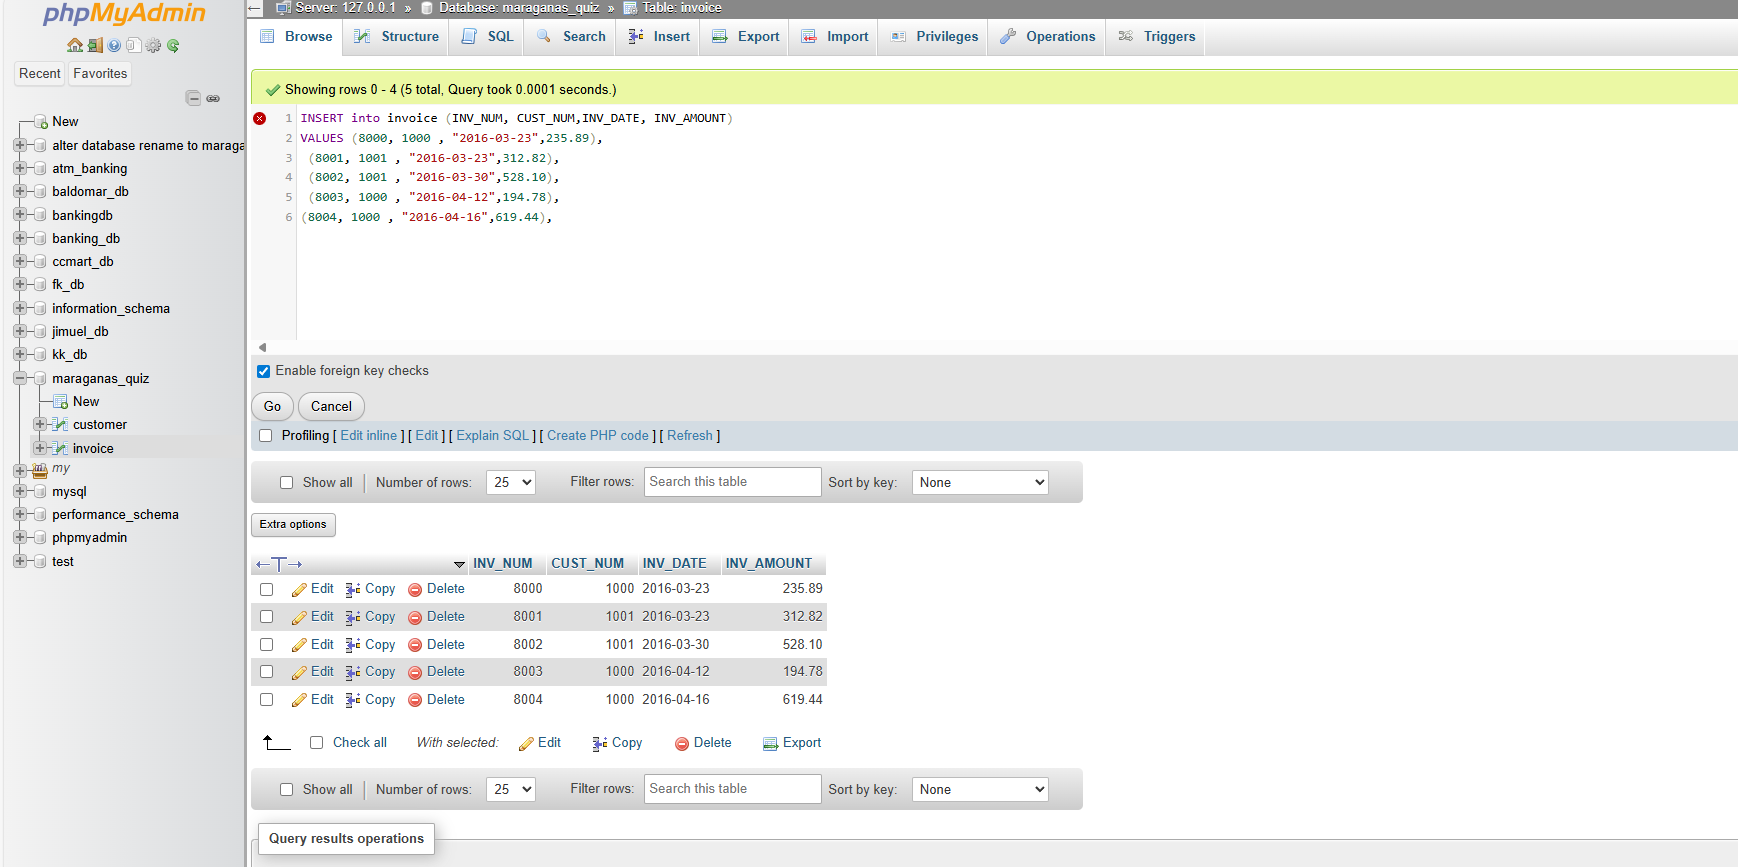 phpMyAdmin
Recent Favorites
New
alter database rename to maraga
atm_banking
baldomar_db
bankingdb
banking_db
ccmart_db
fk_db
information_schema
jimuel_db
kk_db
maraganas_quiz
New
customer
invoice
my
mysql
performance_schema
phpmyadmin
test
Server: 127.0.0.1 » Database: maraganas_quiz » Table: invoice
Browse Structure SQL Search Insert Export Import Privileges Operations Triggers
Showing rows 0 - 4 (5 total, Query took 0.0001 seconds.)
1 INSERT into invoice (INV_NUM, CUST_NUM,INV_DATE, INV_AMOUNT)
2 VALUES (8000, 1000 , "2016-03-23",235.89),
3 (8001, 1001 , "2016-03-23",312.82),
4 (8002, 1001 , "2016-03-30",528.10),
5 (8003, 1000 , "2016-04-12",194.78),
6 (8004, 1000 , "2016-04-16",619.44),
Enable foreign key checks
Go Cancel
Profiling [ Edit inline ] [ Edit ] [ Explain SQL ] [ Create PHP code ] [ Refresh ]
Show all Number of rows: 25 Filter rows: Search this table Sort by key: None
Extra options
INV_NUM CUST_NUM INV_DATE INV_AMOUNT
Edit Copy Delete 8000 1000 2016-03-23 235.89
Edit Copy Delete 8001 1001 2016-03-23 312.82
Edit Copy Delete 8002 1001 2016-03-30 528.10
Edit Copy Delete 8003 1000 2016-04-12 194.78
Edit Copy Delete 8004 1000 2016-04-16 619.44
Check all With selected: Edit Copy Delete Export
Show all Number of rows: 25 Filter rows: Search this table Sort by key: None
Query results operations